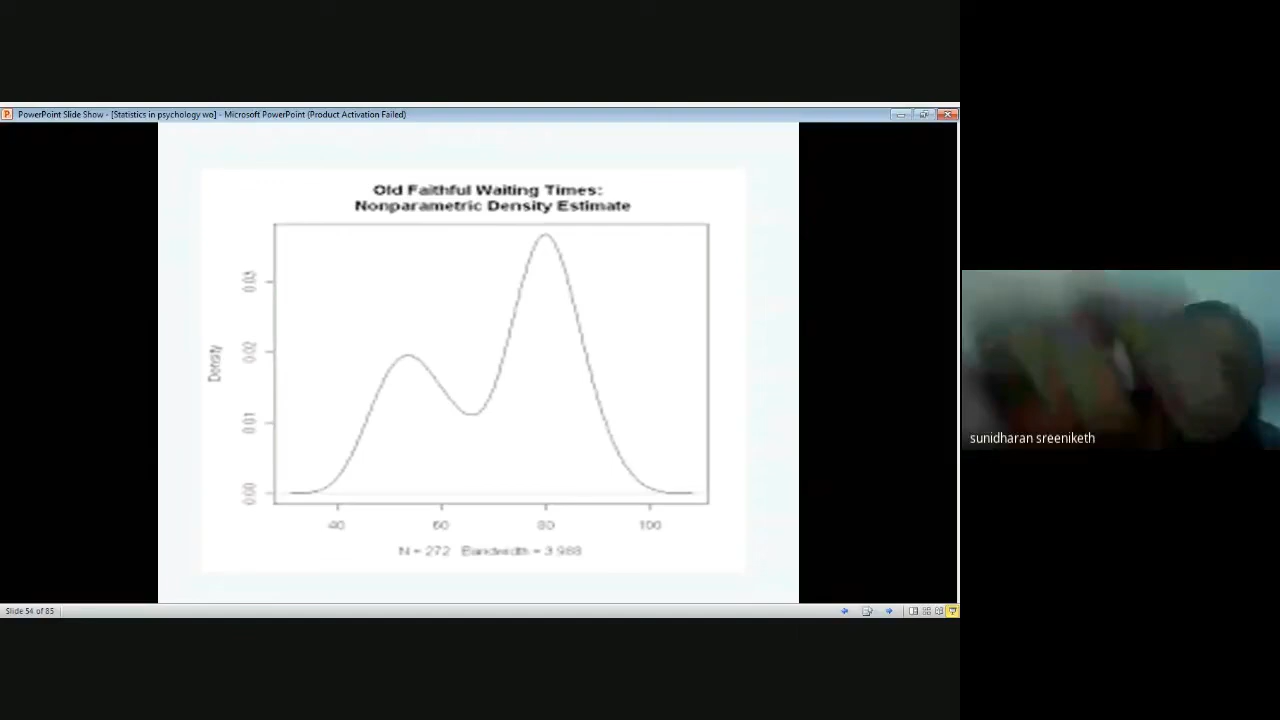 PowerPoint Slide Show - [Statistics in psychology wo] - Microsoft PowerPoint (Product Activation Failed)
Old Faithful Waiting Times:
Nonparametric Density Estimate
0.03
0.02
0.01
0.00
Density
40 60 80 100
N = 272 Bandwidth = 3.988
sunidharan sreeniketh
Slide 54 of 85